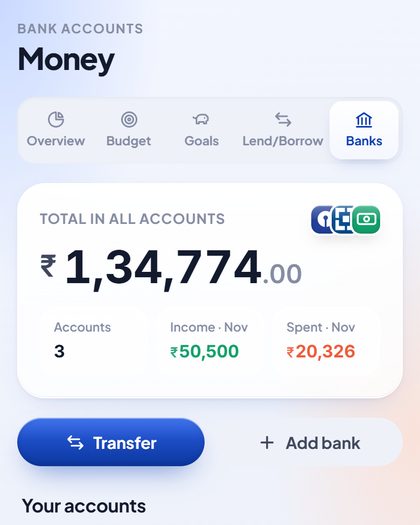 BANK ACCOUNTS
Money
Overview Budget Goals Lend/Borrow Banks
TOTAL IN ALL ACCOUNTS
₹ 1,34,774.00
Accounts Income · Nov Spent · Nov
3 ₹50,500 ₹20,326
Transfer Add bank
Your accounts